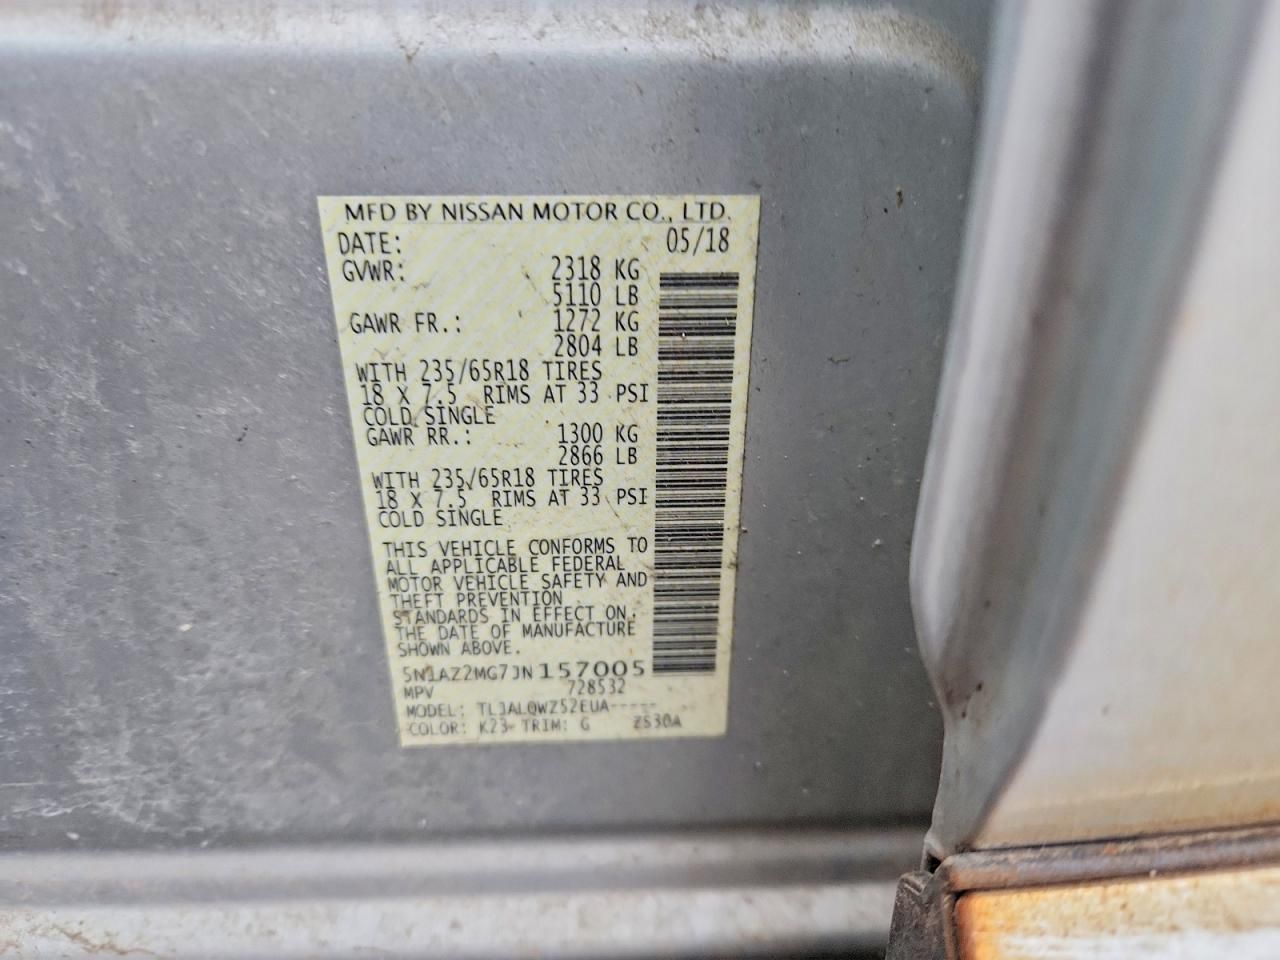 MFD BY NISSAN MOTOR CO., LTD.
DATE: 05/18
GVWR: 2318 KG
5110 LB
GAWR FR.: 1272 KG
2804 LB
WITH 235/65R18 TIRES
18 X 7.5 RIMS AT 33 PSI
COLD SINGLE
GAWR RR.: 1300 KG
2866 LB
WITH 235/65R18 TIRES
18 X 7.5 RIMS AT 33 PSI
COLD SINGLE
THIS VEHICLE CONFORMS TO
ALL APPLICABLE FEDERAL
MOTOR VEHICLE SAFETY AND
THEFT PREVENTION
STANDARDS IN EFFECT ON
THE DATE OF MANUFACTURE
SHOWN ABOVE.
5N1AZ2MG7JN157005
MPV 728532
MODEL: TLJALQWZ52EUA-----
COLOR: K23 TRIM: G Z530A